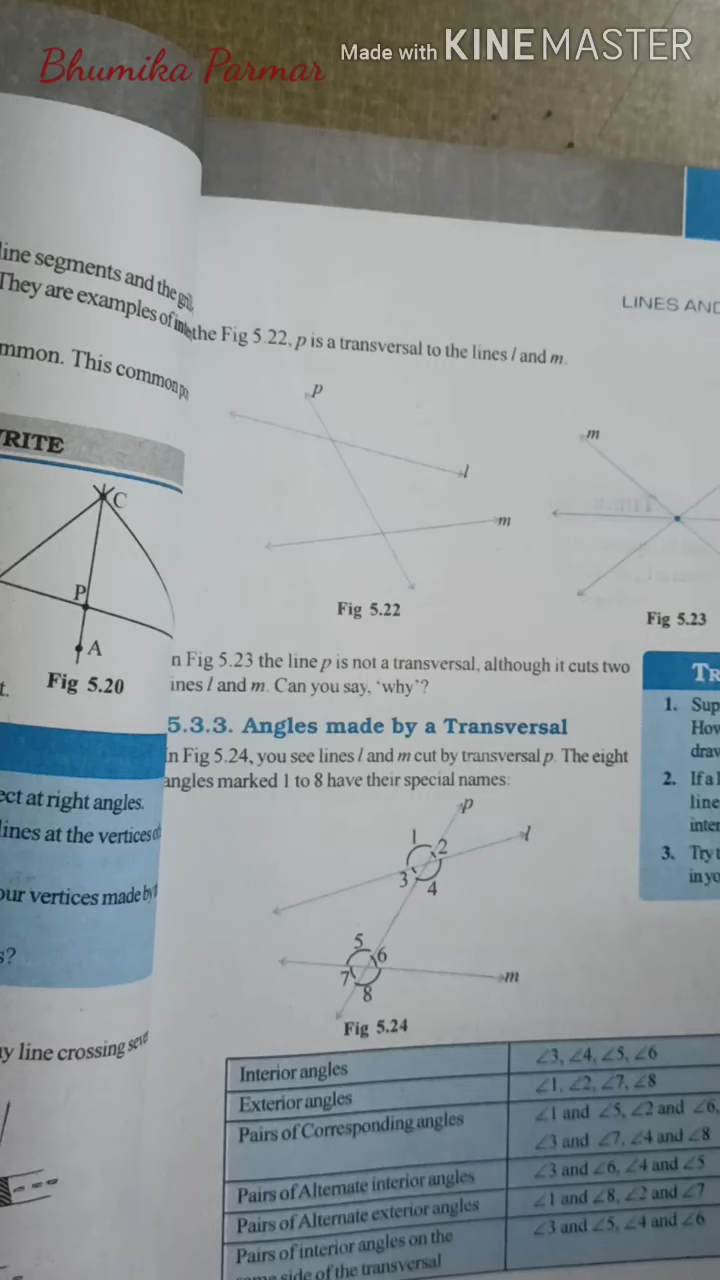 Bhumika Parmar
Made with KINEMASTER
line segments and the
They are examples of
mmon. This common
RITE
C
P
A
Fig 5.20
t.
ect at right angles.
lines at the vertices
our vertices made by
s?
y line crossing
LINES AND
the Fig 5.22, p is a transversal to the lines l and m.
p
l
m
Fig 5.22
m
Fig 5.23
n Fig 5.23 the line p is not a transversal, although it cuts two
ines l and m. Can you say, 'why'?
5.3.3. Angles made by a Transversal
In Fig 5.24, you see lines l and m cut by transversal p. The eight
angles marked 1 to 8 have their special names:
p
l
1
2
3
4
5
6
7
8
m
Fig 5.24
TR
1. Sup
How
draw
2. If a l
line
inter
3. Try t
in yo
Interior angles ∠3, ∠4, ∠5, ∠6
Exterior angles ∠1, ∠2, ∠7, ∠8
Pairs of Corresponding angles ∠1 and ∠5, ∠2 and ∠6,
∠3 and ∠7, ∠4 and ∠8
Pairs of Alternate interior angles ∠3 and ∠6, ∠4 and ∠5
Pairs of Alternate exterior angles ∠1 and ∠8, ∠2 and ∠7
Pairs of interior angles on the ∠3 and ∠5, ∠4 and ∠6
side of the transversal